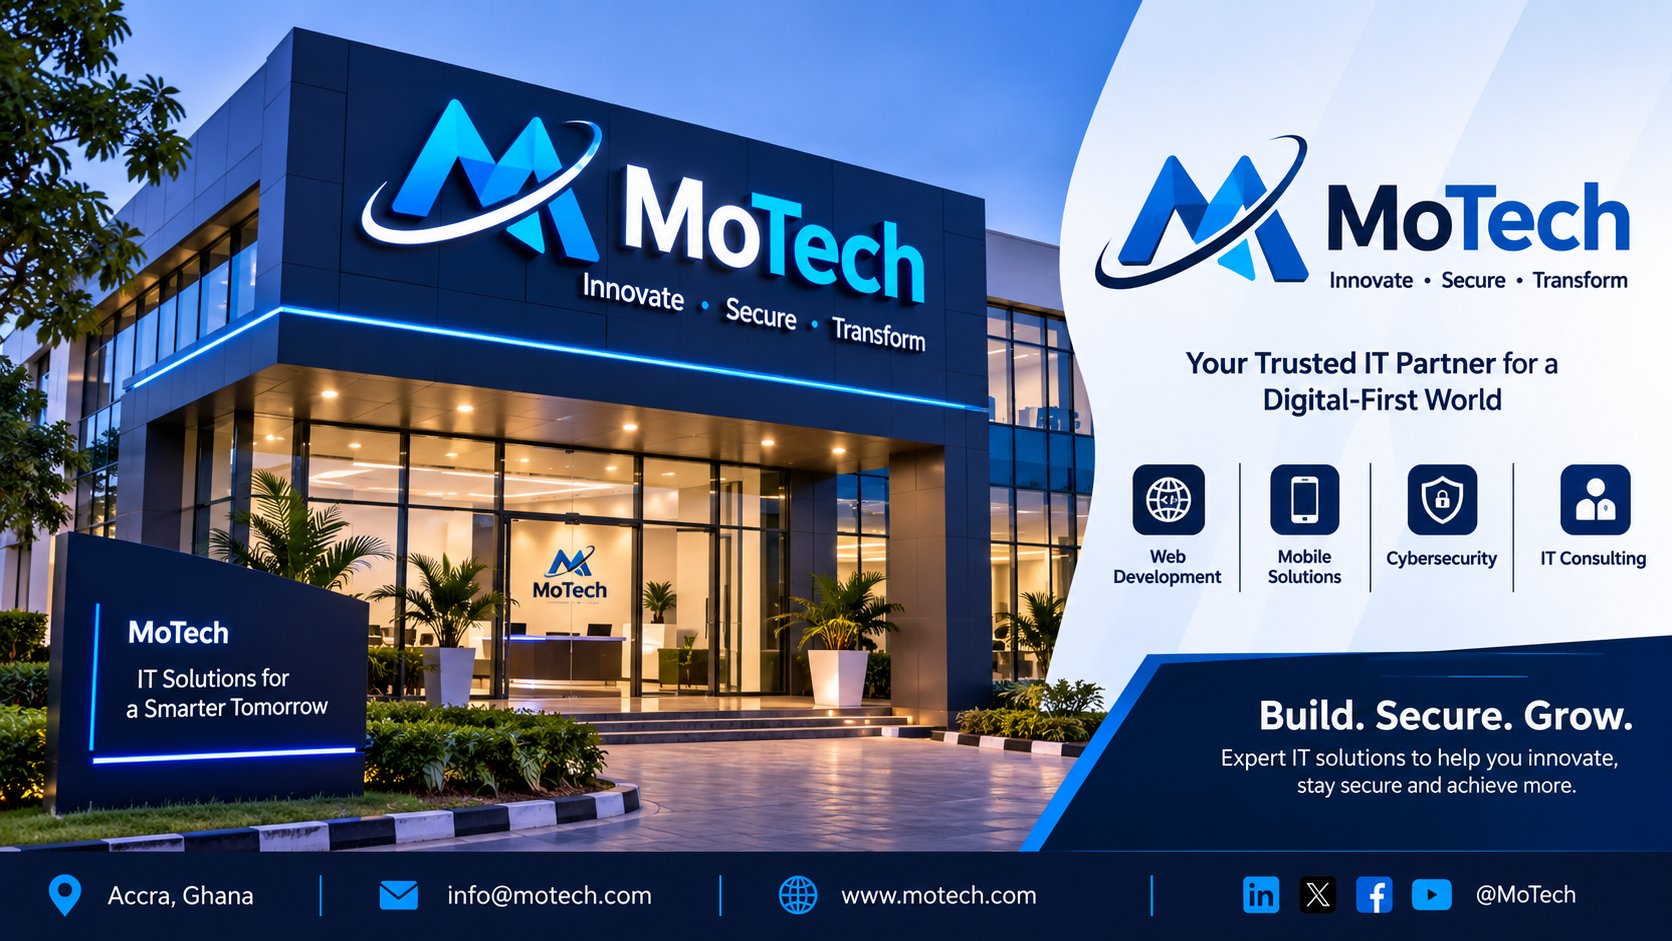 MoTech
Innovate • Secure • Transform
MoTech
MoTech
IT Solutions for
a Smarter Tomorrow
MoTech
Innovate • Secure • Transform
Your Trusted IT Partner for a
Digital-First World
Web
Development
Mobile
Solutions
Cybersecurity
IT Consulting
Build. Secure. Grow.
Expert IT solutions to help you innovate,
stay secure and achieve more.
Accra, Ghana
info@motech.com
www.motech.com
@MoTech